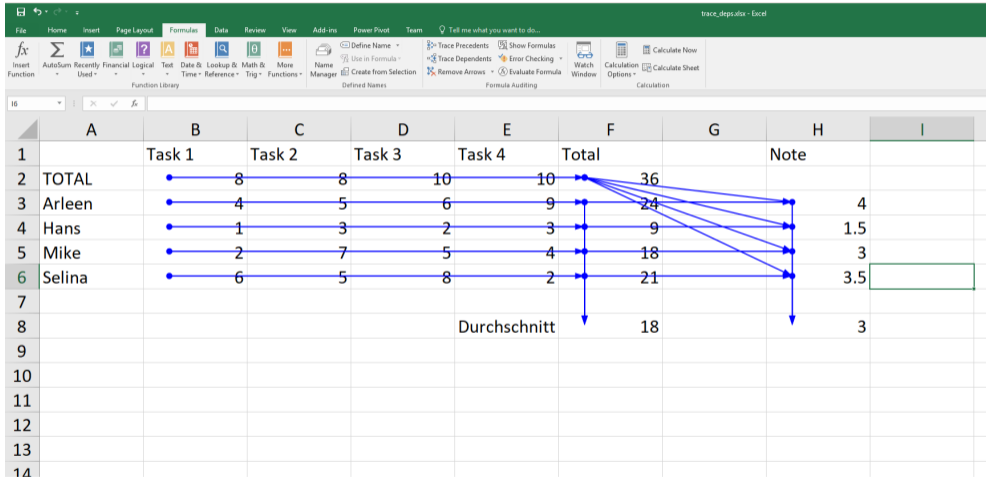 trace_deps.xlsx - Excel
File Home Insert Page Layout Formulas Data Review View Add-ins Power Pivot Team Tell me what you want to do...
fx Insert Function
AutoSum Recently Used Financial Logical Text Date & Time Lookup & Reference Math & Trig More Functions
Function Library
Name Manager Define Name Use in Formula Create from Selection
Defined Names
Trace Precedents Show Formulas
Trace Dependents Error Checking
Remove Arrows Evaluate Formula
Watch Window
Formula Auditing
Calculation Options Calculate Now Calculate Sheet
Calculation
I6 fx
A B C D E F G H I
1 Task 1 Task 2 Task 3 Task 4 Total Note
2 TOTAL 8 8 10 10 36
3 Arleen 4 5 6 9 24 4
4 Hans 1 3 2 3 9 1.5
5 Mike 2 7 5 4 18 3
6 Selina 6 5 8 2 21 3.5
7
8 Durchschnitt 18 3
9
10
11
12
13
14